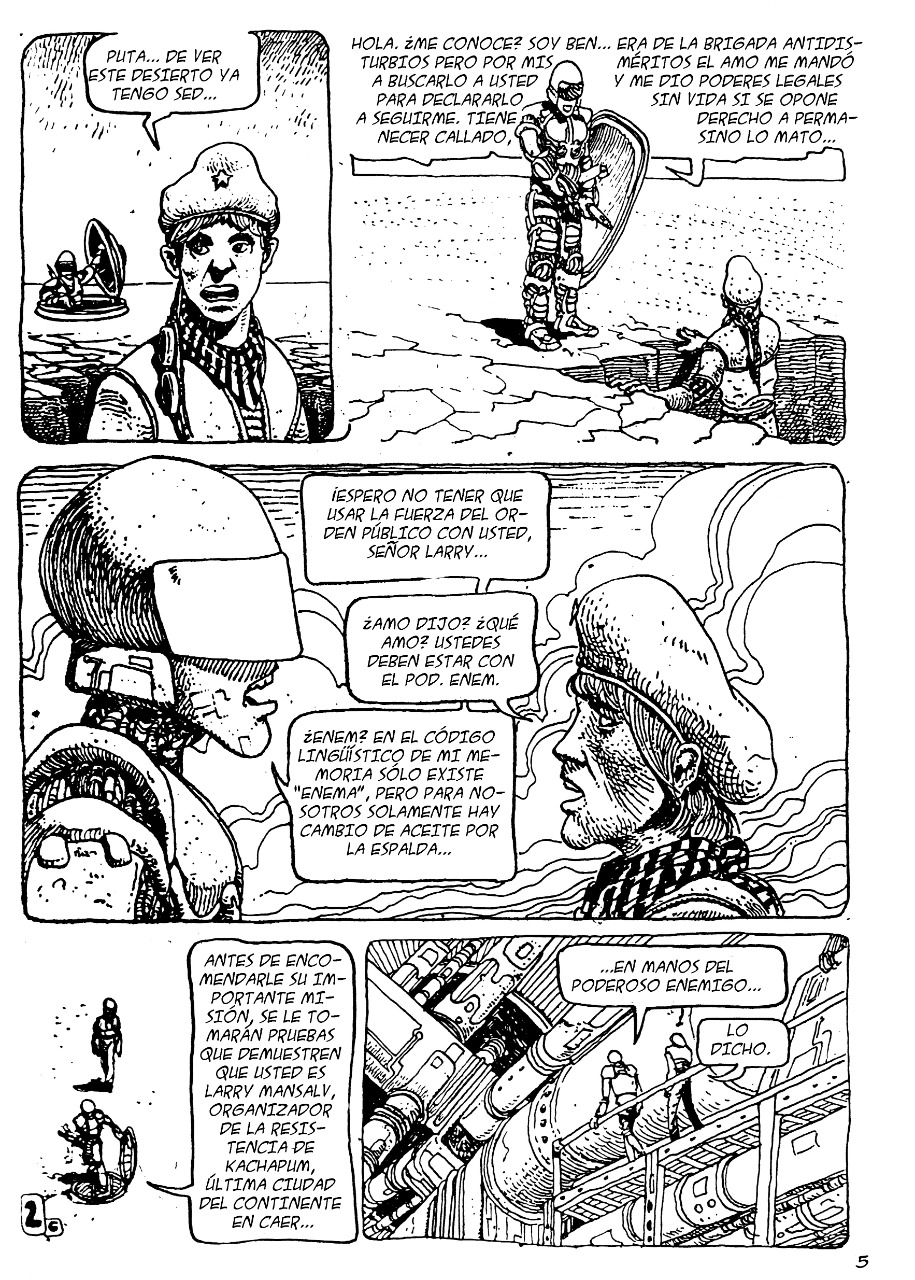 PUTA... DE VER
ESTE DESIERTO YA
TENGO SED...
HOLA. ¿ME CONOCE? SOY BEN... ERA DE LA BRIGADA ANTIDIS-
TURBIOS PERO POR MIS MÉRITOS EL AMO ME MANDÓ
A BUSCARLO A USTED Y ME DIO PODERES LEGALES
PARA DECLARARLO SIN VIDA SI SE OPONE
A SEGUIRME. TIENE DERECHO A PERMA-
NECER CALLADO, SINO LO MATO...
¡ESPERO NO TENER QUE
USAR LA FUERZA DEL OR-
DEN PÚBLICO CON USTED,
SEÑOR LARRY...
¿AMO DIJO? ¿QUÉ
AMO? USTEDES
DEBEN ESTAR CON
EL POD. ENEM.
¿ENEM? EN EL CÓDIGO
LINGÜÍSTICO DE MI ME-
MORIA SÓLO EXISTE
"ENEMA", PERO PARA NO-
SOTROS SOLAMENTE HAY
CAMBIO DE ACEITE POR
LA ESPALDA...
ANTES DE ENCO-
MENDARLE SU IM-
PORTANTE MI-
SIÓN, SE LE TO-
MARÁN PRUEBAS
QUE DEMUESTREN
QUE USTED ES
LARRY MANSALV,
ORGANIZADOR
DE LA RESIS-
TENCIA DE
KACHAPUM,
ÚLTIMA CIUDAD
DEL CONTINENTE
EN CAER...
...EN MANOS DEL
PODEROSO ENEMIGO...
LO
DICHO.
2
6
5